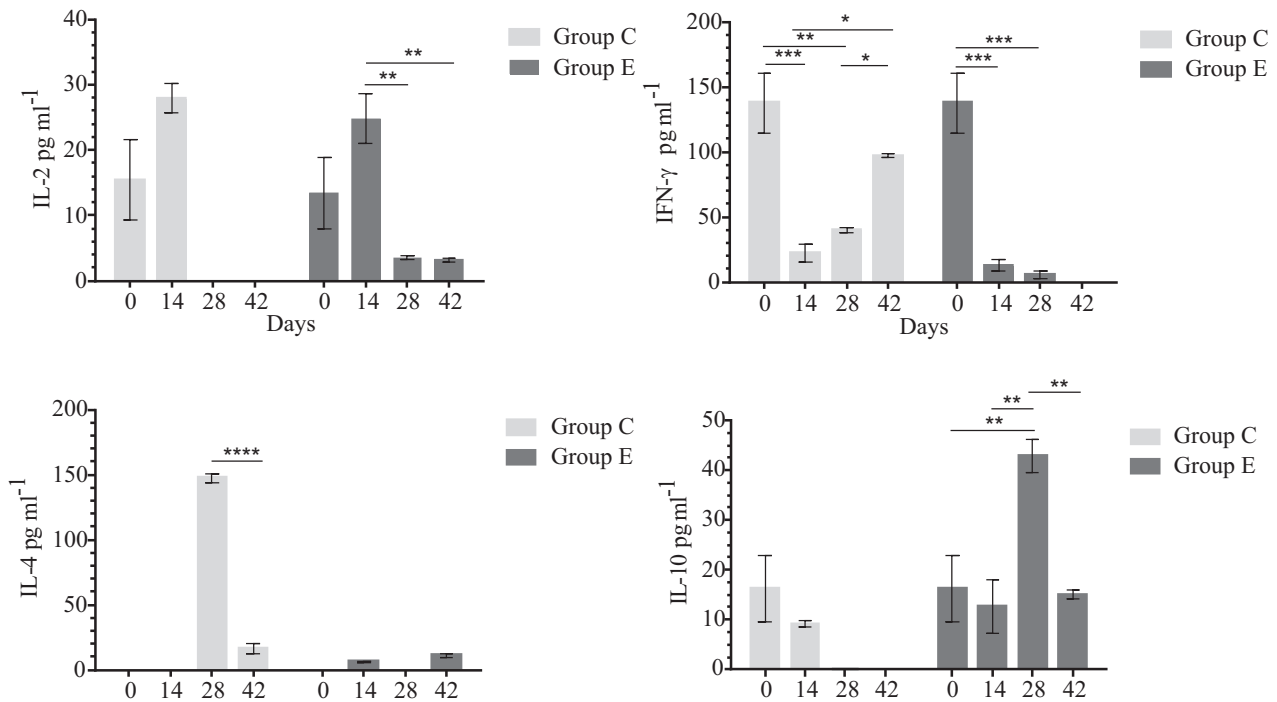 IL-2 pg ml-1
40
30
20
10
0
**
**
0 14 28 42 0 14 28 42
Days
Group C
Group E
IFN-γ pg ml-1
200
150
100
50
0
*
**
***
*
***
***
0 14 28 42 0 14 28 42
Days
Group C
Group E
IL-4 pg ml-1
200
150
100
50
0
****
0 14 28 42 0 14 28 42
Group C
Group E
IL-10 pg ml-1
50
40
30
20
10
0
**
**
**
0 14 28 42 0 14 28 42
Group C
Group E